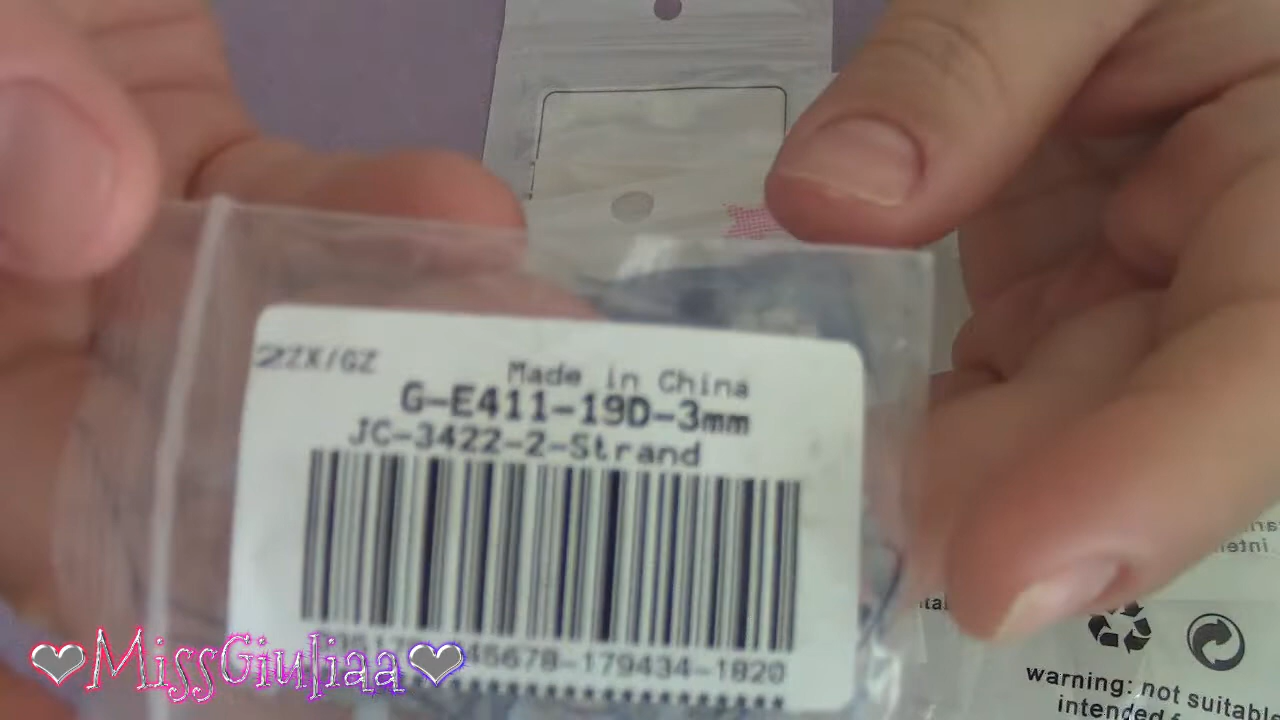 2ZX/GZ
Made in China
G-E411-19D-3mm
JC-3422-2-Strand
45678-179434-1820
❤MissGiuliaa❤
warning: not suitable
intended